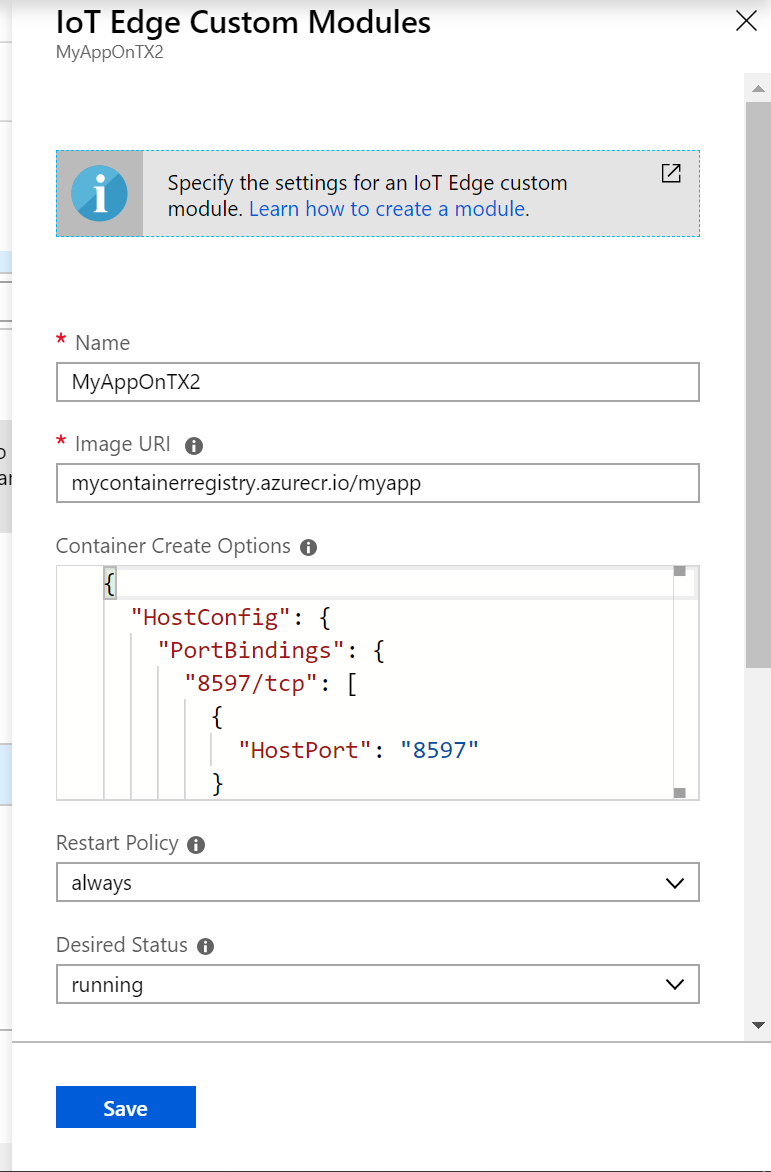 IoT Edge Custom Modules
MyAppOnTX2
Specify the settings for an IoT Edge custom
module. Learn how to create a module.
* Name
MyAppOnTX2
* Image URI
mycontainerregistry.azurecr.io/myapp
Container Create Options
{
"HostConfig": {
"PortBindings": {
"8597/tcp": [
{
"HostPort": "8597"
}
Restart Policy
always
Desired Status
running
Save